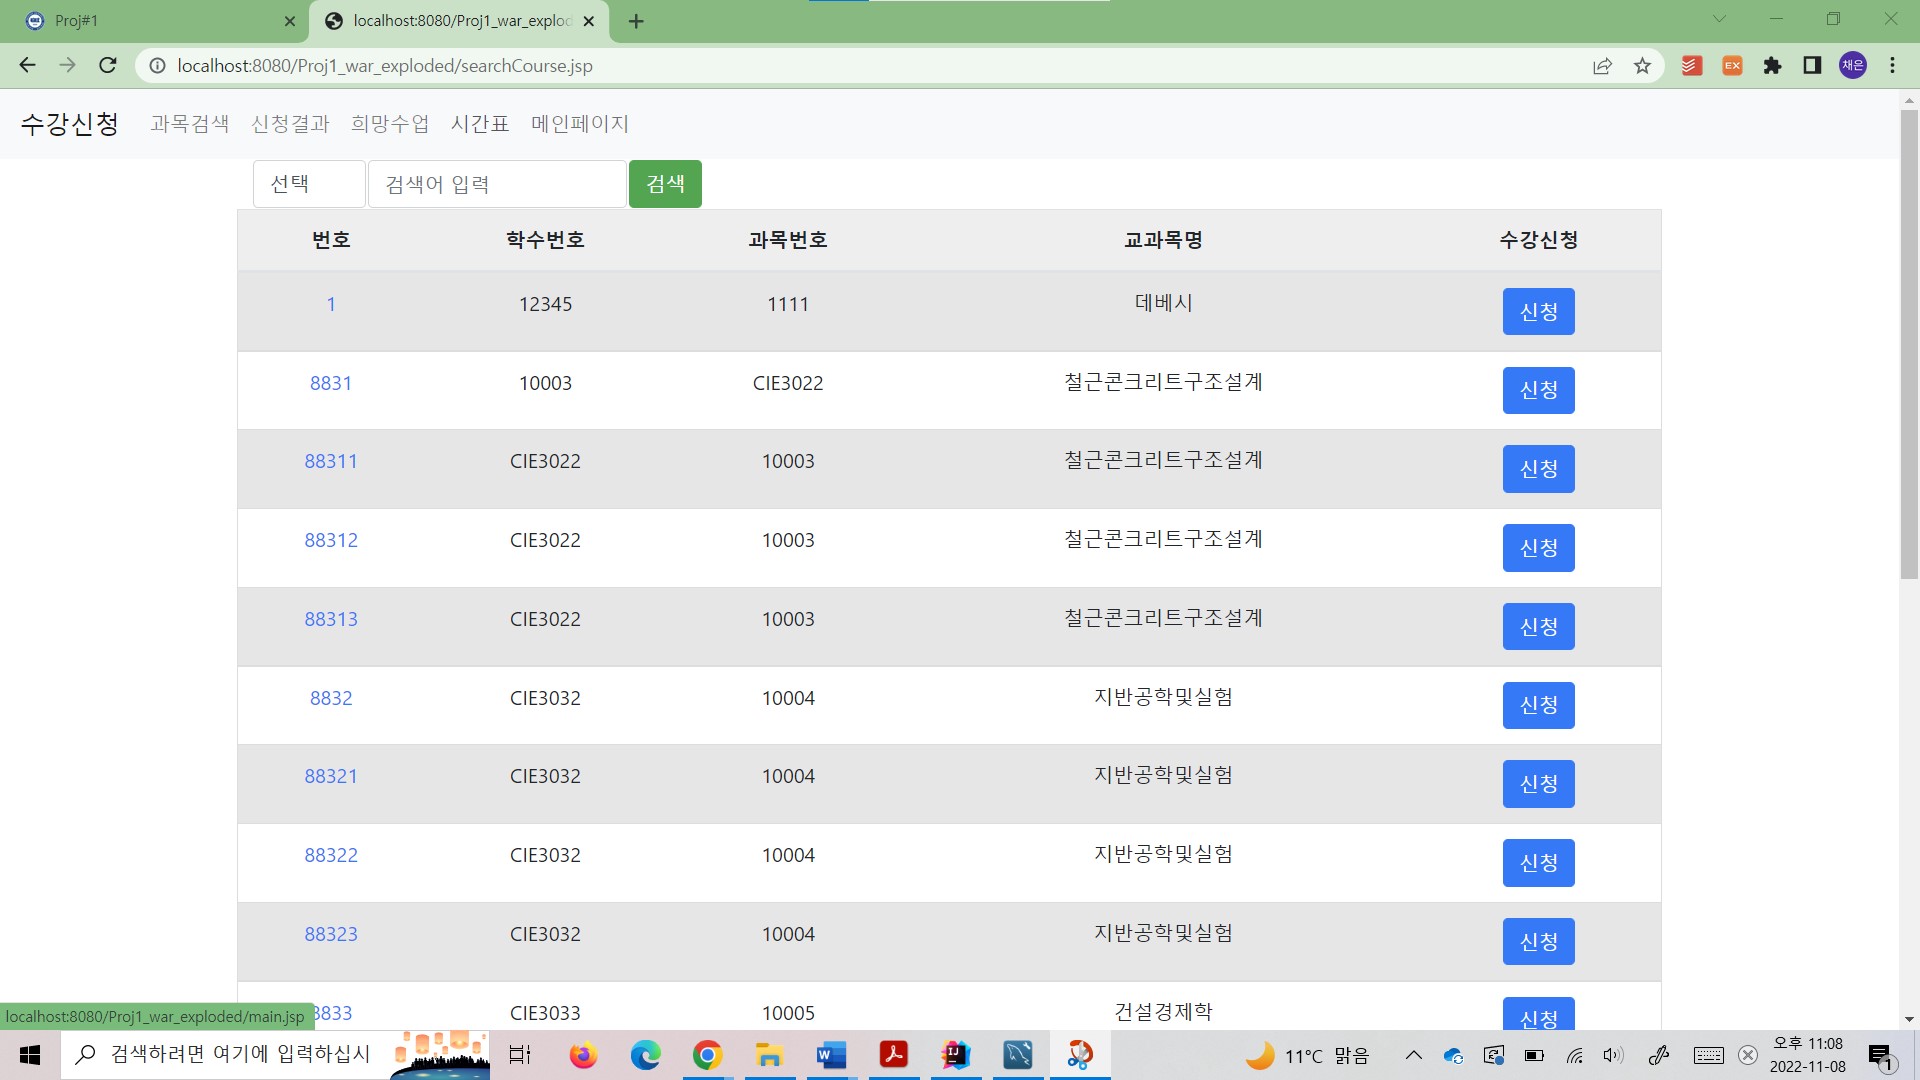 Proj#1
localhost:8080/Proj1_war_explod
localhost:8080/Proj1_war_exploded/searchCourse.jsp
EX
채은
수강신청 과목검색 신청결과 희망수업 시간표 메인페이지
선택 검색어 입력 검색
번호 학수번호 과목번호 교과목명 수강신청
1 12345 1111 데베시 신청
8831 10003 CIE3022 철근콘크리트구조설계 신청
88311 CIE3022 10003 철근콘크리트구조설계 신청
88312 CIE3022 10003 철근콘크리트구조설계 신청
88313 CIE3022 10003 철근콘크리트구조설계 신청
8832 CIE3032 10004 지반공학및실험 신청
88321 CIE3032 10004 지반공학및실험 신청
88322 CIE3032 10004 지반공학및실험 신청
88323 CIE3032 10004 지반공학및실험 신청
8833 CIE3033 10005 건설경제학 신청
localhost:8080/Proj1_war_exploded/main.jsp
검색하려면 여기에 입력하십시
W
IJ
11°C 맑음
오후 11:08
2022-11-08
1